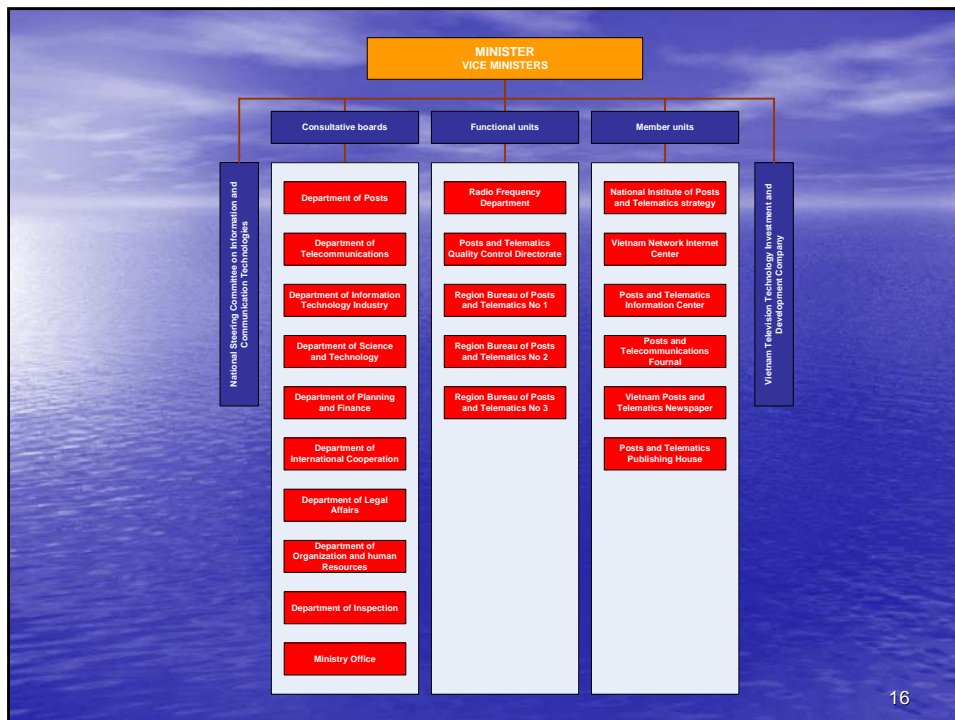 MINISTER
VICE MINISTERS
Consultative boards
Functional units
Member units
National Steering Committee on Information and
Communication Technologies
Department of Posts
Department of
Telecommunications
Department of Information
Technology Industry
Department of Science
and Technology
Department of Planning
and Finance
Department of
International Cooperation
Department of Legal
Affairs
Department of
Organization and human
Resources
Department of Inspection
Ministry Office
Radio Frequency
Department
Posts and Telematics
Quality Control Directorate
Region Bureau of Posts
and Telematics No 1
Region Bureau of Posts
and Telematics No 2
Region Bureau of Posts
and Telematics No 3
National Institute of Posts
and Telematics strategy
Vietnam Network Internet
Center
Posts and Telematics
Information Center
Posts and
Telecommunications
Fournal
Vietnam Posts and
Telematics Newspaper
Posts and Telematics
Publishing House
Vietnam Television Technology Investment and
Development Company
16